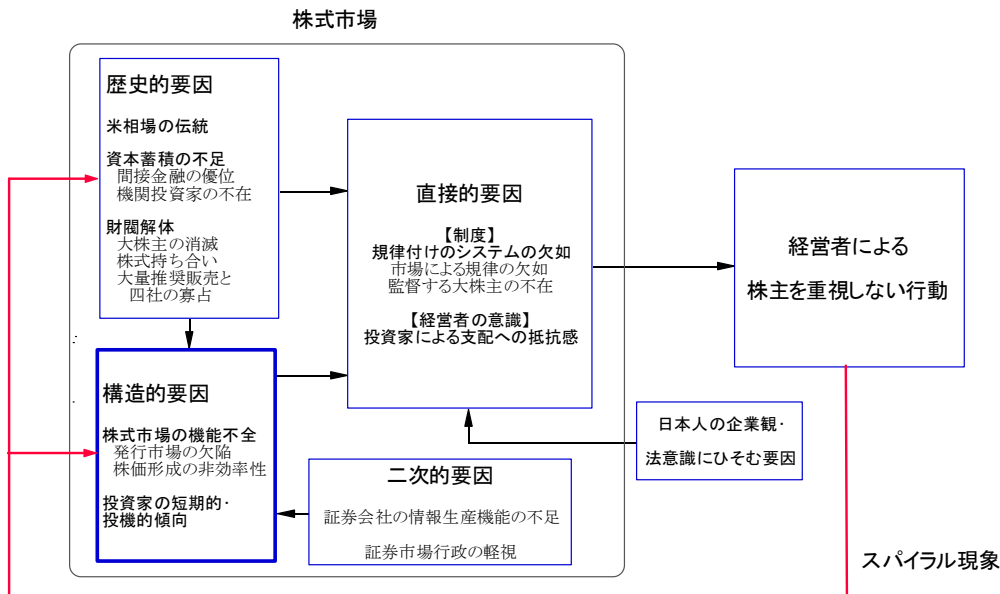 株式市場
歴史的要因
米相場の伝統
資本蓄積の不足
間接金融の優位
機関投資家の不在
財閥解体
大株主の消滅
株式持ち合い
大量推奨販売と
四社の寡占
構造的要因
株式市場の機能不全
発行市場の欠陥
株価形成の非効率性
投資家の短期的・
投機的傾向
直接的要因
【制度】
規律付けのシステムの欠如
市場による規律の欠如
監督する大株主の不在
【経営者の意識】
投資家による支配への抵抗感
二次的要因
証券会社の情報生産機能の不足
証券市場行政の軽視
経営者による
株主を重視しない行動
日本人の企業観・
法意識にひそむ要因
スパイラル現象